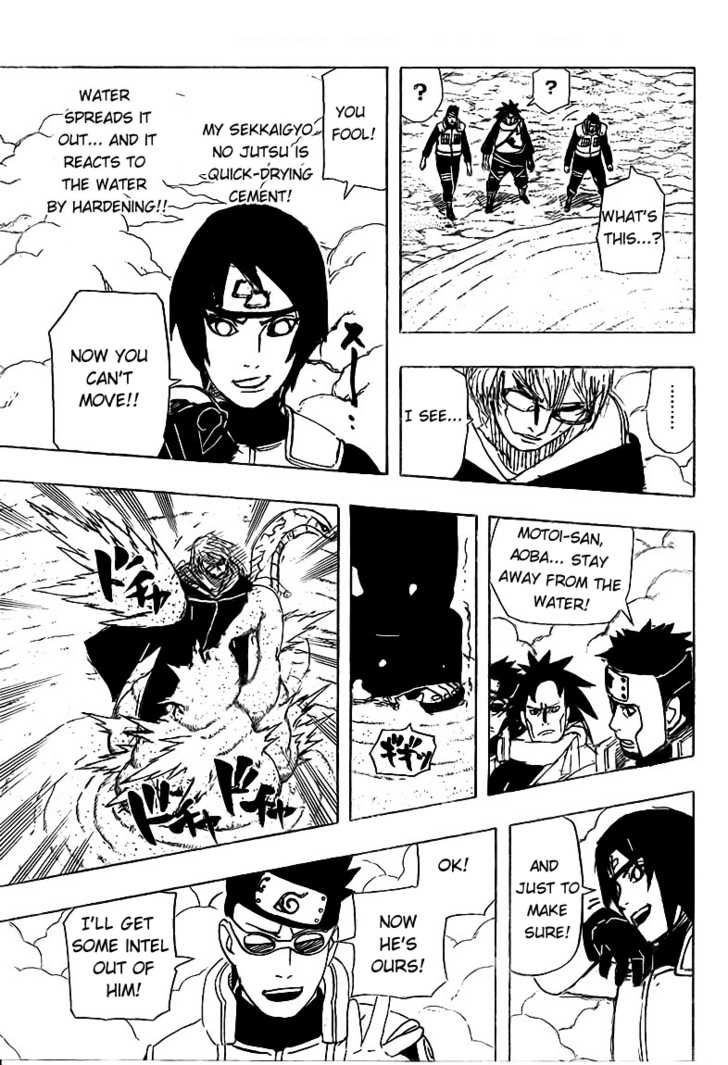 ?
?
WHAT'S
THIS...?
YOU
FOOL!
MY SEKKAIGYO
NO JUTSU IS
QUICK-DRYING
CEMENT!
WATER
SPREADS IT
OUT... AND IT
REACTS TO
THE WATER
BY HARDENING!!
NOW YOU
CAN'T
MOVE!!
スー…
........
I SEE...
MOTOI-SAN,
AOBA... STAY
AWAY FROM THE
WATER!
ギギッ
ドチャ
ドチャ
ドチャ
AND
JUST TO
MAKE
SURE!
OK!
NOW
HE'S
OURS!
I'LL GET
SOME INTEL
OUT OF
HIM!